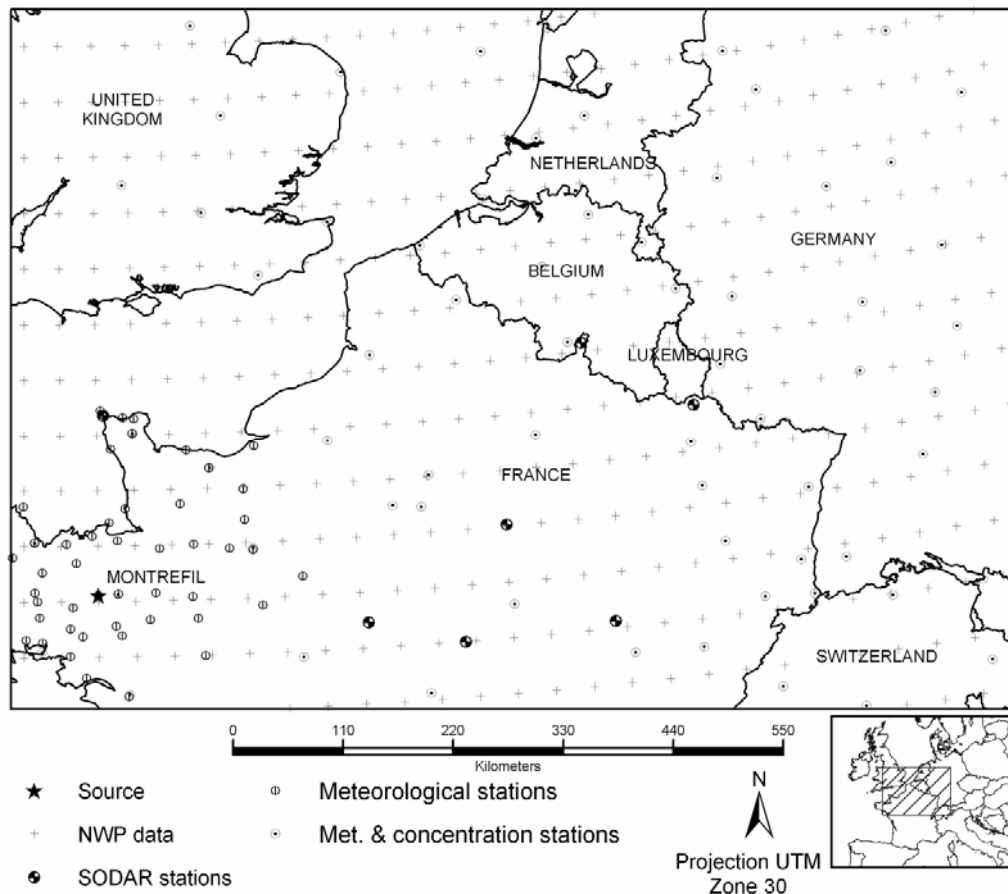 UNITED
KINGDOM
NETHERLANDS
GERMANY
BELGIUM
LUXEMBOURG
FRANCE
MONTREFIL
SWITZERLAND
0 110 220 330 440 550
Kilometers
Source
NWP data
SODAR stations
Meteorological stations
Met. & concentration stations
N
Projection UTM
Zone 30